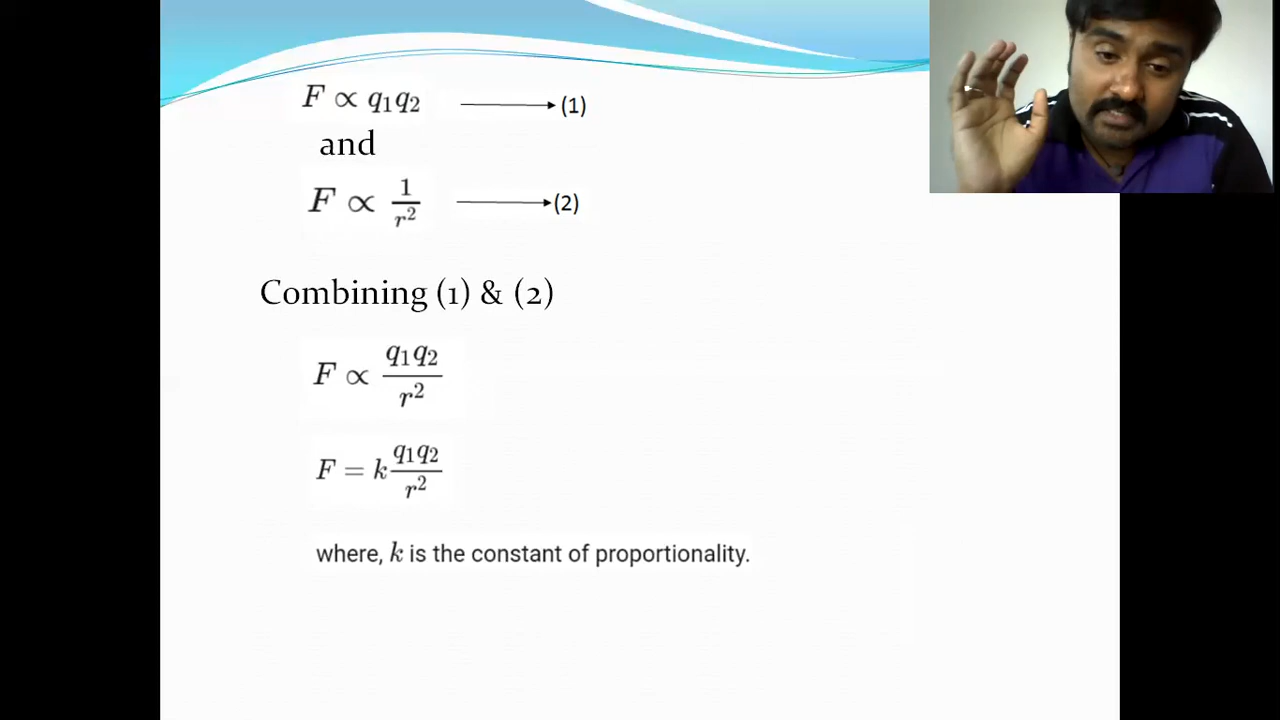 F ∝ q₁q₂ ⟶ (1)
and
F ∝ 1/r² ⟶ (2)
Combining (1) & (2)
F ∝ q₁q₂/r²
F = k q₁q₂/r²
where, k is the constant of proportionality.